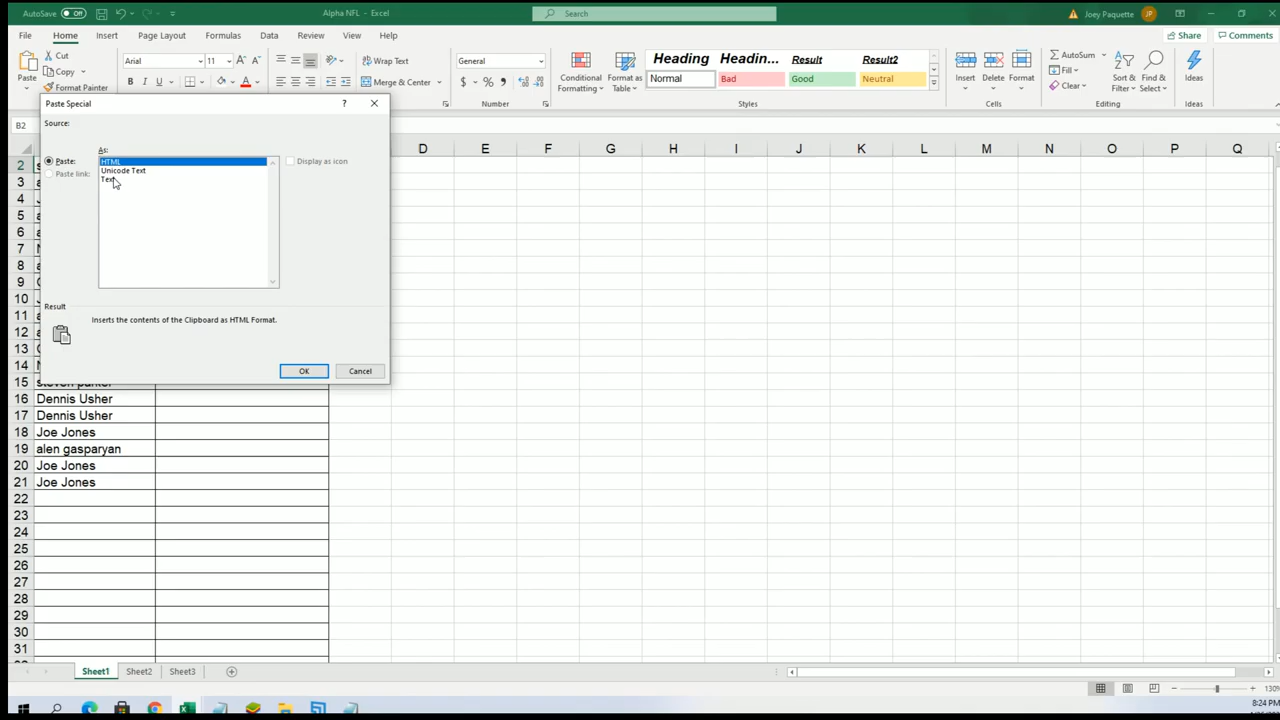 AutoSave Off
Alpha NFL - Excel
Search
Joey Paquette JP
File Home Insert Page Layout Formulas Data Review View Help
Share Comments
Paste
Cut
Copy
Format Painter
Arial 11
B I U
Wrap Text
Merge & Center
General
$ % ,
Number
Conditional Formatting
Format as Table
Heading Headin... Result Result2
Normal Bad Good Neutral
Styles
Insert Delete Format
Cells
AutoSum
Fill
Clear
Sort & Filter
Find & Select
Editing
Ideas
Ideas
B2
Paste Special ?
Source:
As:
Paste:
Paste link:
HTML
Unicode Text
Text
Display as icon
Result
Inserts the contents of the Clipboard as HTML Format.
OK Cancel
D E F G H I J K L M N O P Q
2
3
4
5
6
7
8
9
10
11
12
13
14
15 steven parker
16 Dennis Usher
17 Dennis Usher
18 Joe Jones
19 alen gasparyan
20 Joe Jones
21 Joe Jones
22
23
24
25
26
27
28
29
30
31
Sheet1 Sheet2 Sheet3
130%
8:24 PM